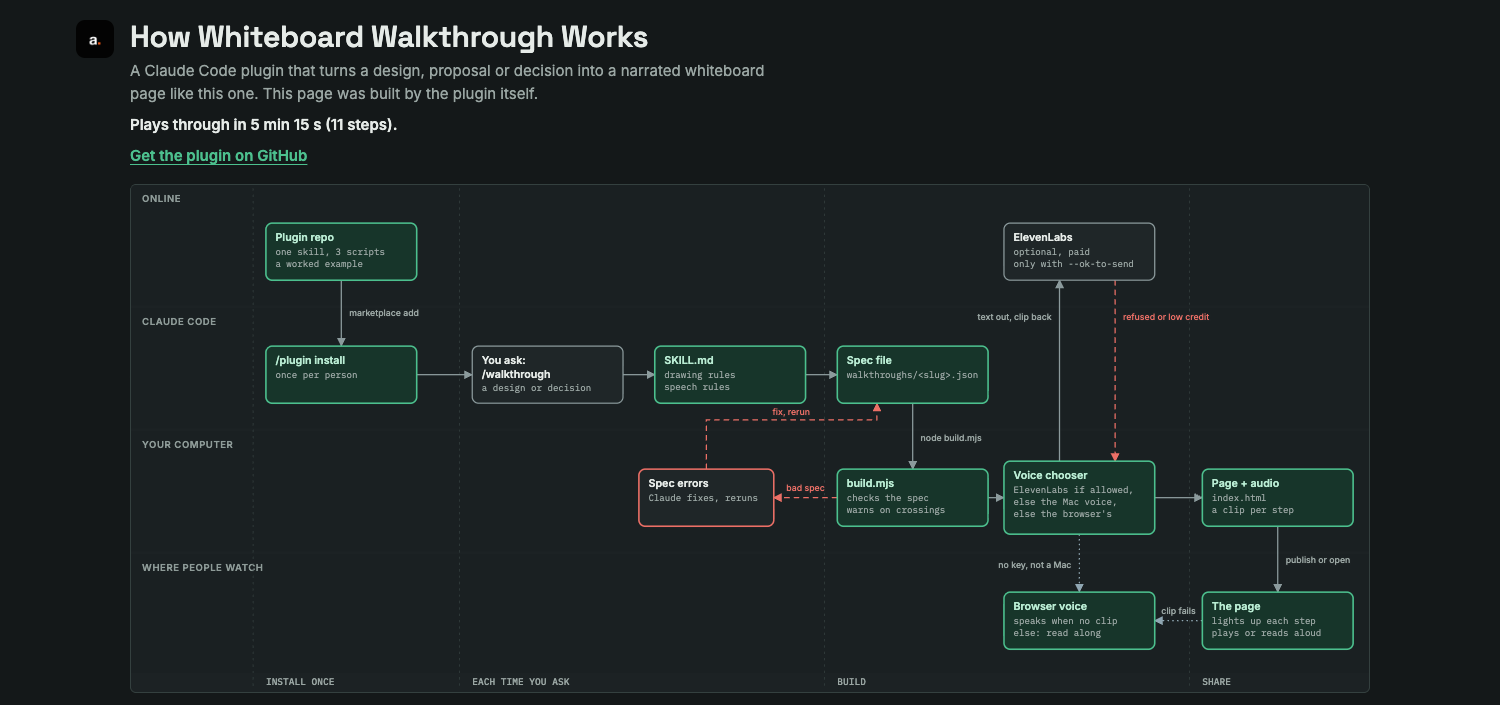 a.
How Whiteboard Walkthrough Works
A Claude Code plugin that turns a design, proposal or decision into a narrated whiteboard
page like this one. This page was built by the plugin itself.
Plays through in 5 min 15 s (11 steps).
Get the plugin on GitHub
ONLINE
Plugin repo
one skill, 3 scripts
a worked example
ElevenLabs
optional, paid
only with --ok-to-send
marketplace add
text out, clip back
refused or low credit
CLAUDE CODE
/plugin install
once per person
You ask:
/walkthrough
a design or decision
SKILL.md
drawing rules
speech rules
Spec file
walkthroughs/<slug>.json
fix, rerun
node build.mjs
YOUR COMPUTER
Spec errors
Claude fixes, reruns
bad spec
build.mjs
checks the spec
warns on crossings
Voice chooser
ElevenLabs if allowed,
else the Mac voice,
else the browser's
Page + audio
index.html
a clip per step
no key, not a Mac
publish or open
WHERE PEOPLE WATCH
Browser voice
speaks when no clip
else: read along
clip fails
The page
lights up each step
plays or reads aloud
INSTALL ONCE
EACH TIME YOU ASK
BUILD
SHARE